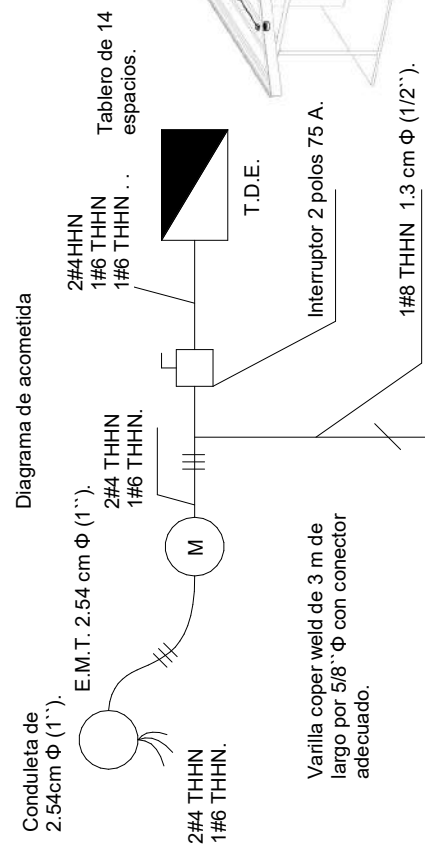 Diagrama de acometida
Conduleta de
2.54cm Φ (1``).
E.M.T. 2.54 cm Φ (1``).
2#4 THHN
1#6 THHN.
M
2#4 THHN
1#6 THHN.
2#4HHN
1#6 THHN
1#6 THHN . .
Tablero de 14
espacios.
T.D.E.
Interruptor 2 polos 75 A.
1#8 THHN 1.3 cm Φ (1/2``).
Varilla coper weld de 3 m de
largo por 5/8``Φ con conector
adecuado.